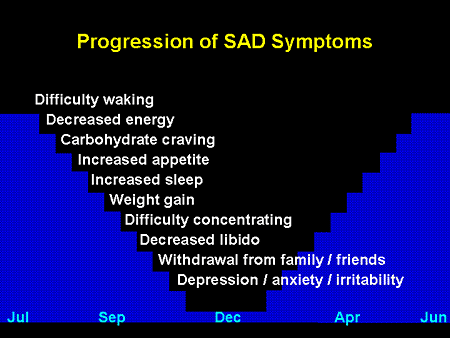 Progression of SAD Symptoms
Difficulty waking
Decreased energy
Carbohydrate craving
Increased appetite
Increased sleep
Weight gain
Difficulty concentrating
Decreased libido
Withdrawal from family / friends
Depression / anxiety / irritability
Jul Sep Dec Apr Jun